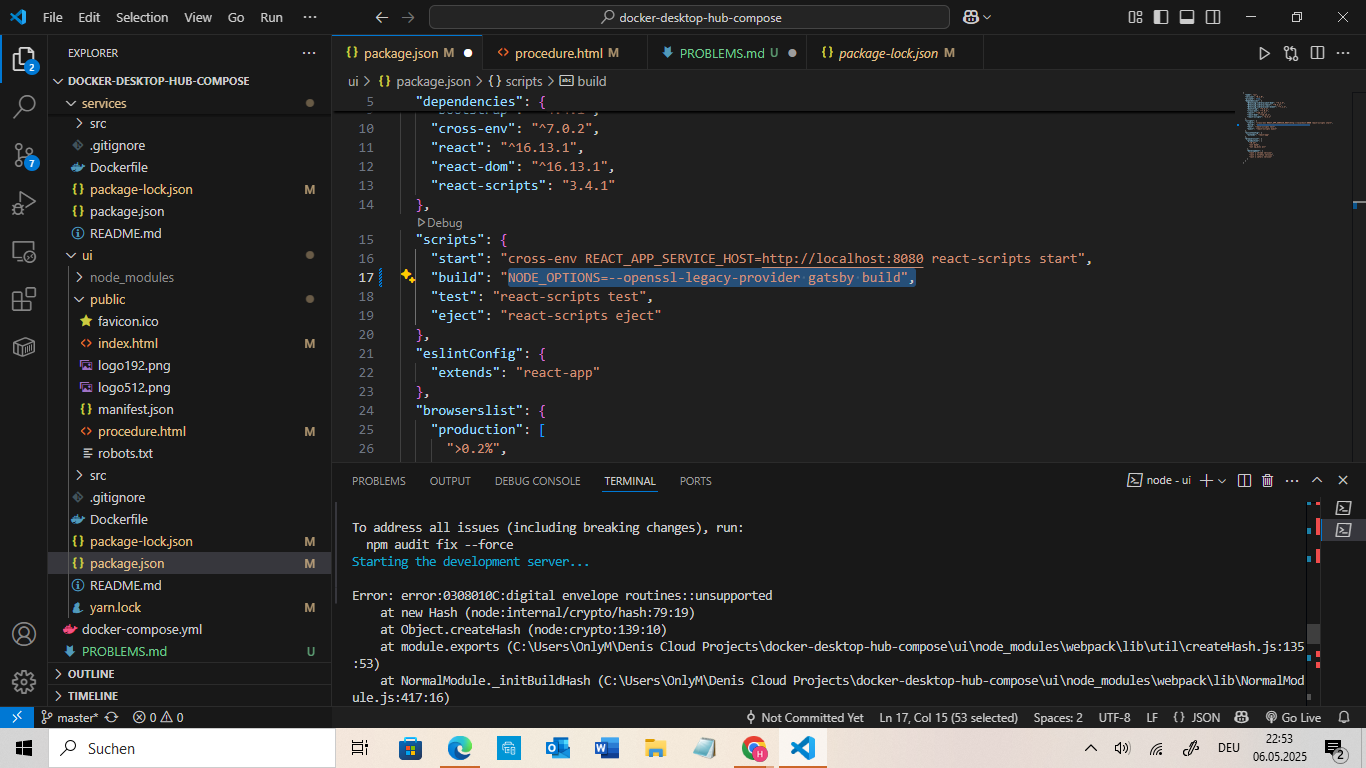 File Edit Selection View Go Run ···
docker-desktop-hub-compose
EXPLORER
DOCKER-DESKTOP-HUB-COMPOSE
services
src
.gitignore
Dockerfile
package-lock.json M
package.json
README.md
ui
node_modules
public
favicon.ico
index.html M
logo192.png
logo512.png
manifest.json
procedure.html M
robots.txt
src
.gitignore
Dockerfile
package-lock.json M
package.json M
README.md
yarn.lock M
docker-compose.yml
PROBLEMS.md U
OUTLINE
TIMELINE
2
7
package.json M
procedure.html M
PROBLEMS.md U
package-lock.json M
ui > package.json > scripts > build
5 "dependencies": {
10 "cross-env": "^7.0.2",
11 "react": "^16.13.1",
12 "react-dom": "^16.13.1",
13 "react-scripts": "3.4.1"
14 },
Debug
15 "scripts": {
16 "start": "cross-env REACT_APP_SERVICE_HOST=http://localhost:8080 react-scripts start",
17 "build": "NODE_OPTIONS=--openssl-legacy-provider gatsby build",
18 "test": "react-scripts test",
19 "eject": "react-scripts eject"
20 },
21 "eslintConfig": {
22 "extends": "react-app"
23 },
24 "browserslist": {
25 "production": [
26 ">0.2%",
PROBLEMS OUTPUT DEBUG CONSOLE TERMINAL PORTS
node - ui
To address all issues (including breaking changes), run:
npm audit fix --force
Starting the development server...
Error: error:0308010C:digital envelope routines::unsupported
at new Hash (node:internal/crypto/hash:79:19)
at Object.createHash (node:crypto:139:10)
at module.exports (C:\Users\OnlyM\Denis Cloud Projects\docker-desktop-hub-compose\ui\node_modules\webpack\lib\util\createHash.js:135
:53)
at NormalModule._initBuildHash (C:\Users\OnlyM\Denis Cloud Projects\docker-desktop-hub-compose\ui\node_modules\webpack\lib\NormalMod
ule.js:417:16)
master* 0 0 Not Committed Yet Ln 17, Col 15 (53 selected) Spaces: 2 UTF-8 LF {} JSON Go Live
Suchen
DEU
22:53
06.05.2025
2